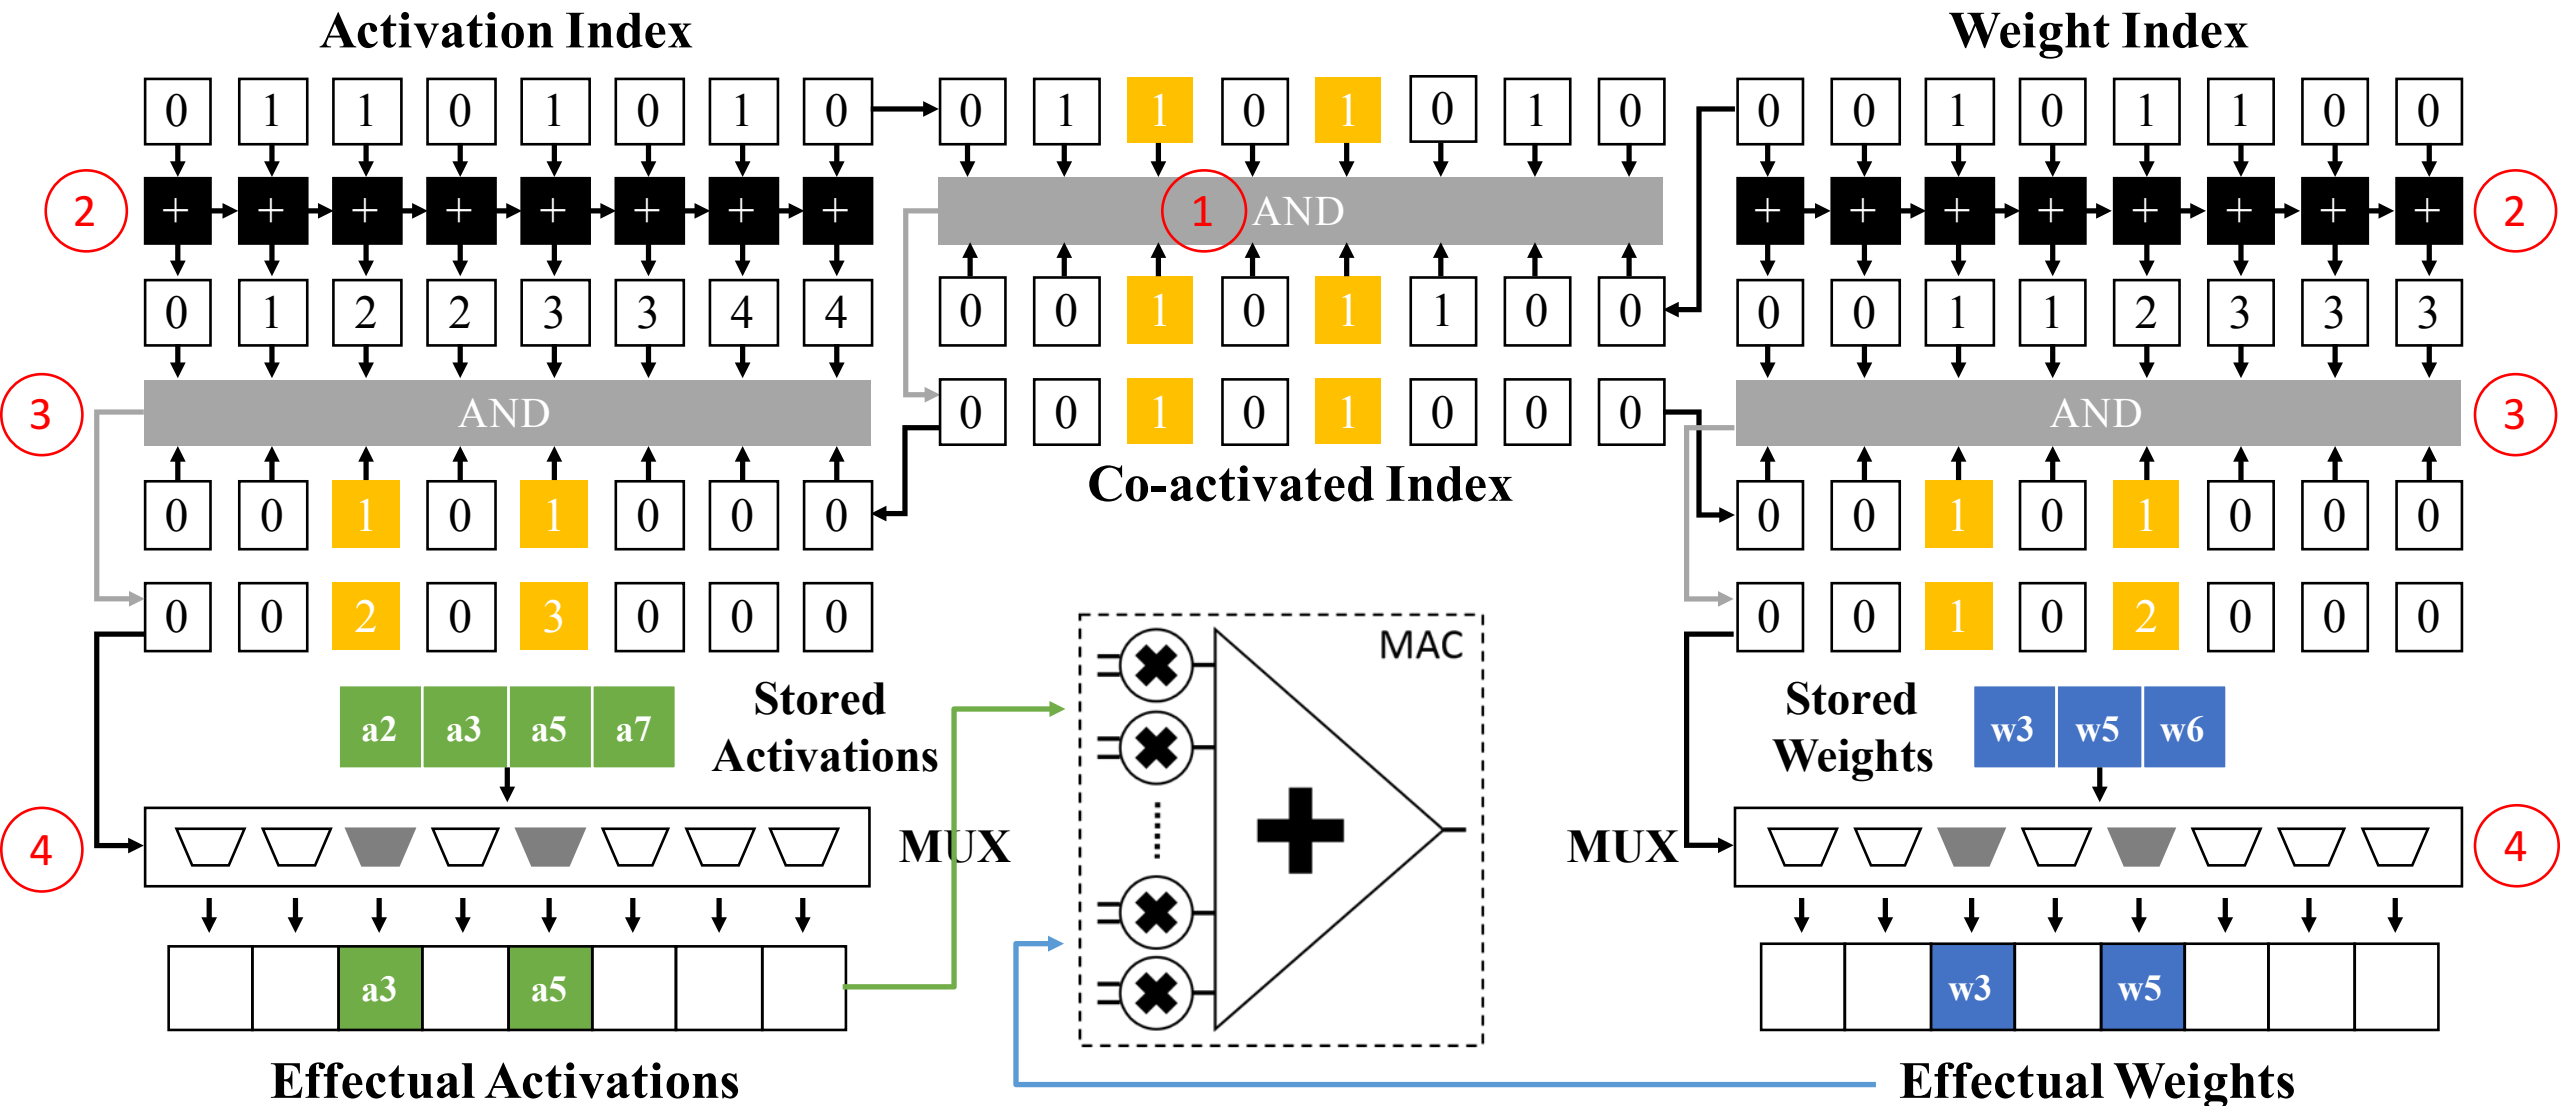 Activation Index
Weight Index
0 1 1 0 1 0 1 0
0 1 1 0 1 0 1 0
0 0 1 0 1 1 0 0
2
+ + + + + + + +
1 AND
+ + + + + + + +
2
0 1 2 2 3 3 4 4
0 0 1 0 1 1 0 0
0 0 1 1 2 3 3 3
3
AND
0 0 1 0 1 0 0 0
AND
3
Co-activated Index
0 0 1 0 1 0 0 0
0 0 1 0 1 0 0 0
0 0 2 0 3 0 0 0
0 0 1 0 2 0 0 0
MAC
a2 a3 a5 a7
Stored
Activations
Stored
Weights
w3 w5 w6
4
MUX
MUX
4
a3 a5
w3 w5
Effectual Activations
Effectual Weights